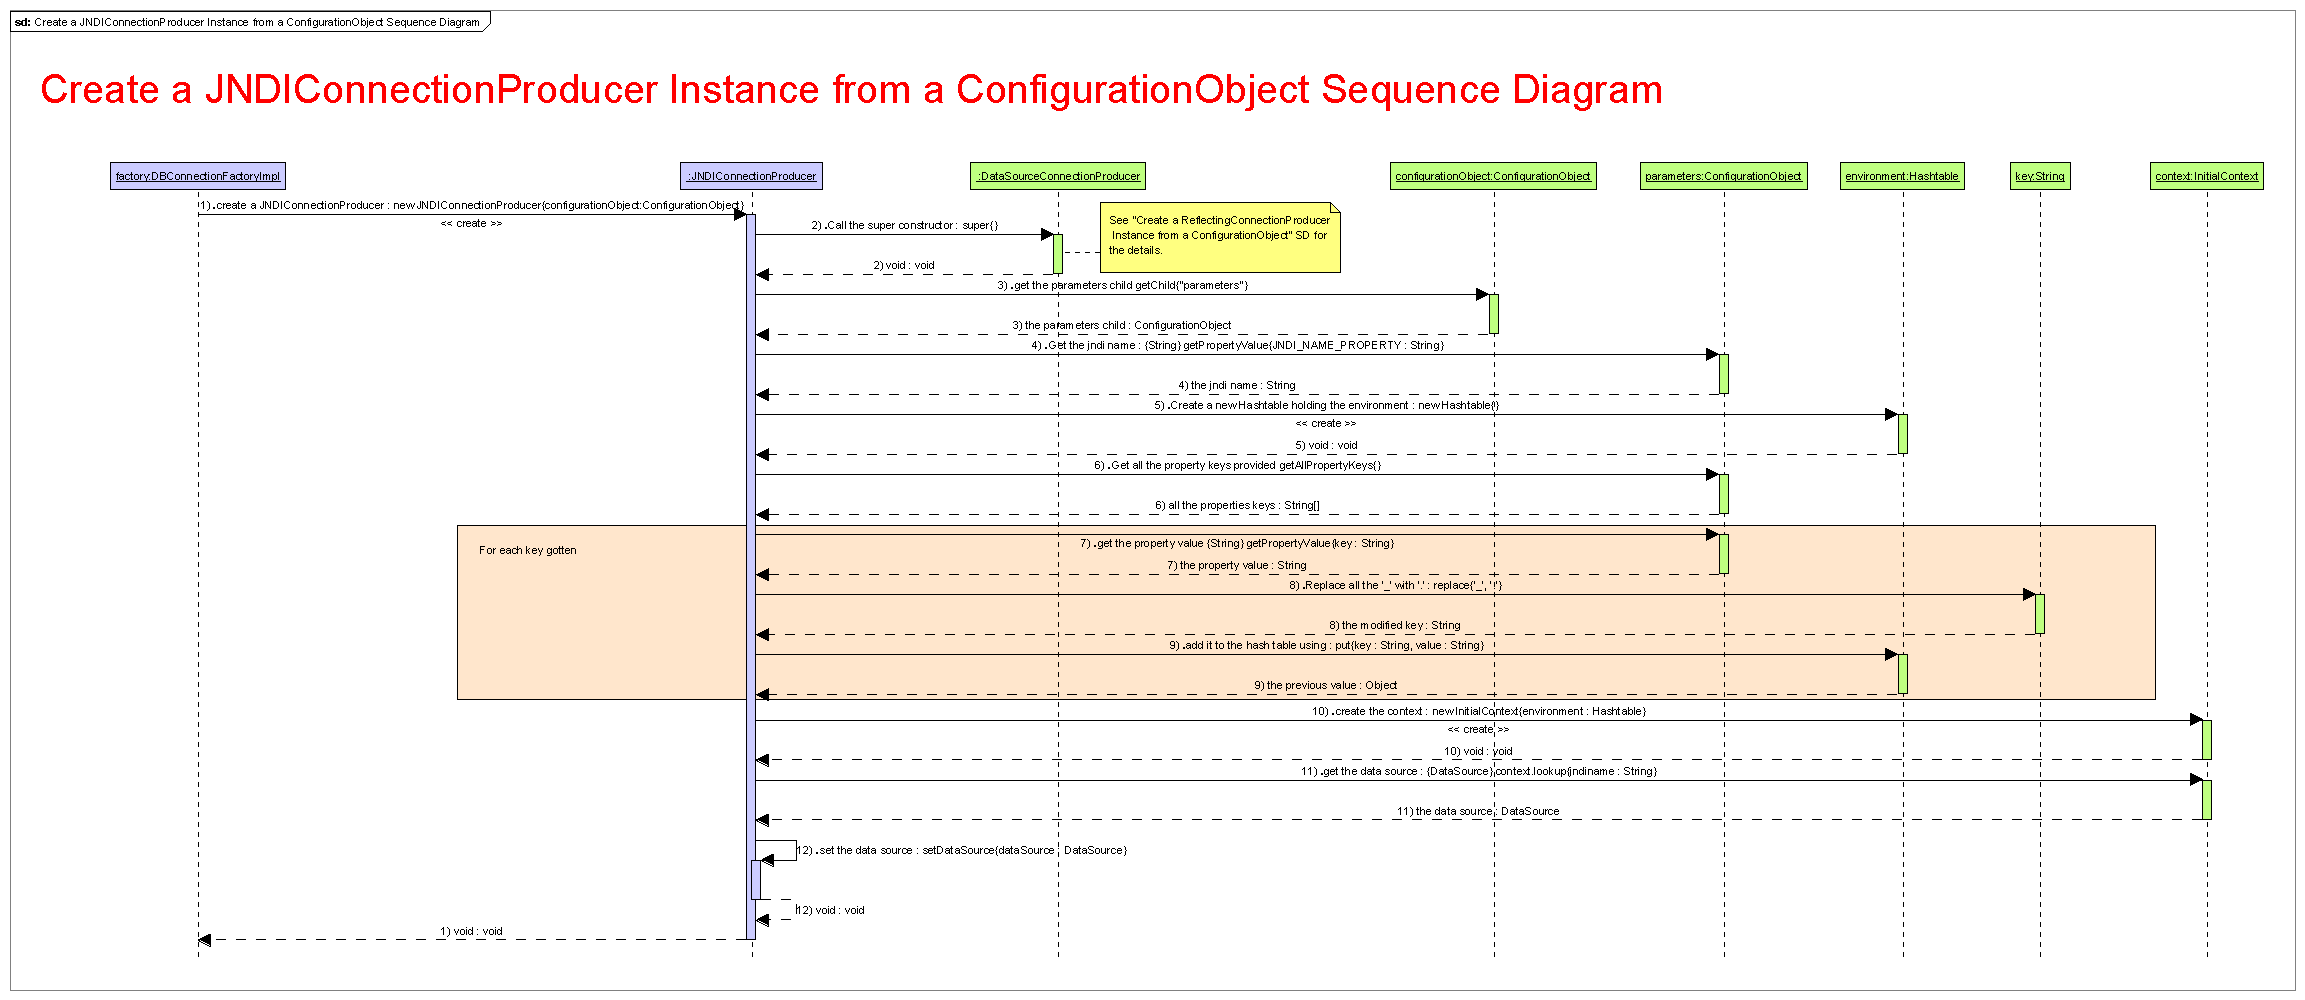 sd: Create a JNDIConnectionProducer Instance from a ConfigurationObject Sequence Diagram
Create a JNDIConnectionProducer Instance from a ConfigurationObject Sequence Diagram
factory:DBConnectionFactoryImpl
:JNDIConnectionProducer
:DataSourceConnectionProducer
configurationObject:ConfigurationObject
parameters:ConfigurationObject
environment:Hashtable
key:String
context:InitialContext
1).create a JNDIConnectionProducer : new JNDIConnectionProducer{configurationObject:ConfigurationObject}
<< create >>
See "Create a ReflectingConnectionProducer
Instance from a ConfigurationObject" SD for
the details.
2).Call the super constructor : super{}
2) void : void
3).get the parameters child getChild{"parameters"}
3) the parameters child : ConfigurationObject
4).Get the jndi name : {String} getPropertyValue{JNDI_NAME_PROPERTY : String}
4) the jndi name : String
5).Create a new Hashtable holding the environment : new Hashtable{}
<< create >>
5) void : void
6).Get all the property keys provided getAllPropertyKeys{}
6) all the properties keys : String[]
For each key gotten
7).get the property value {String} getPropertyValue{key : String}
7) the property value : String
8).Replace all the '_' with '.' : replace{'_', '.'}
8) the modified key : String
9).add it to the hash table using : put{key : String, value : String}
9) the previous value : Object
10).create the context : new InitialContext{environment : Hashtable}
<< create >>
10) void : void
11).get the data source : {DataSource} context.lookup{jndiname : String}
11) the data source : DataSource
12).set the data source : setDataSource{dataSource : DataSource}
12) void : void
1) void : void